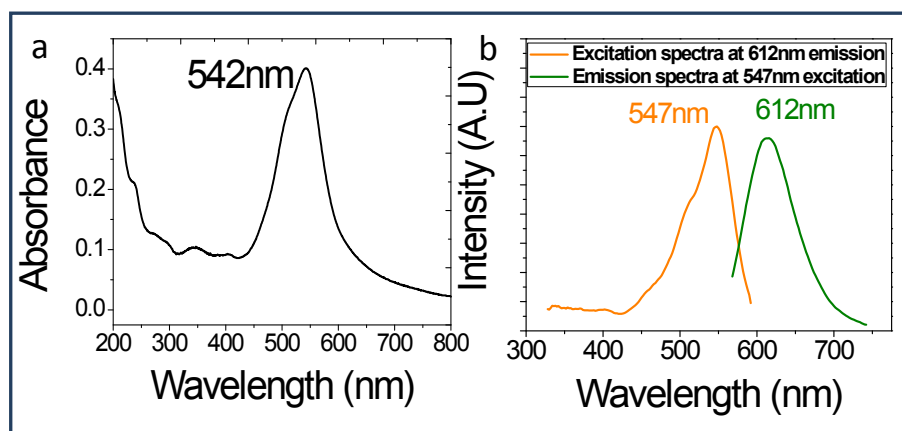 a
542nm
0.4
0.3
0.2
0.1
0.0
Absorbance
200 300 400 500 600 700 800
Wavelength (nm)
b
Excitation spectra at 612nm emission
Emission spectra at 547nm excitation
547nm
612nm
Intensity (A.U)
300 400 500 600 700
Wavelength (nm)